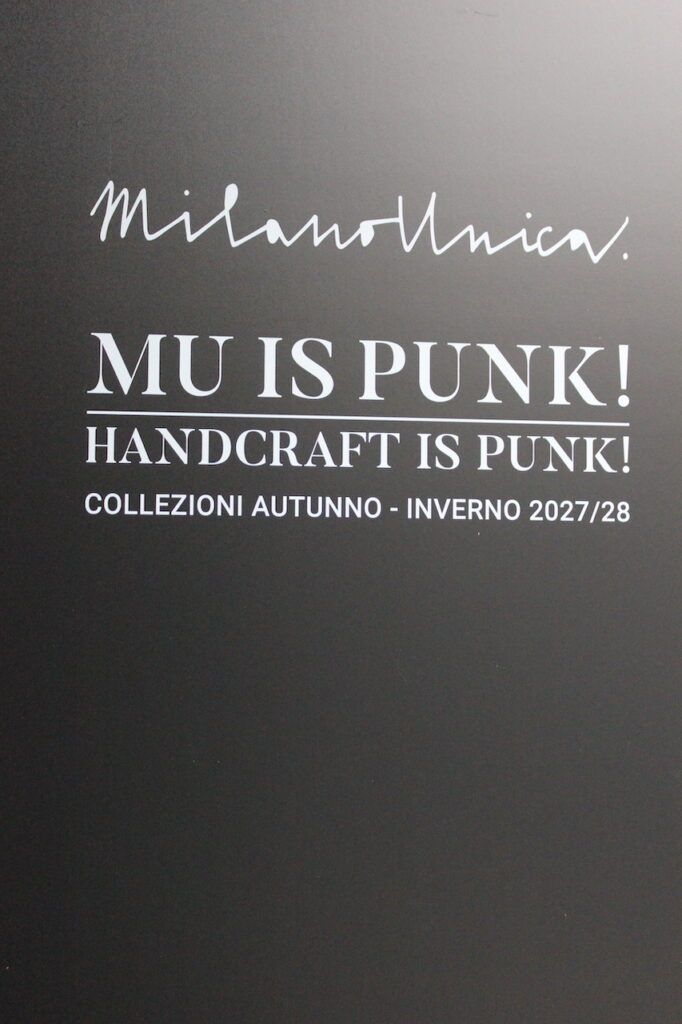 MilanoUnica.
MU IS PUNK!
HANDCRAFT IS PUNK!
COLLEZIONI AUTUNNO - INVERNO 2027/28